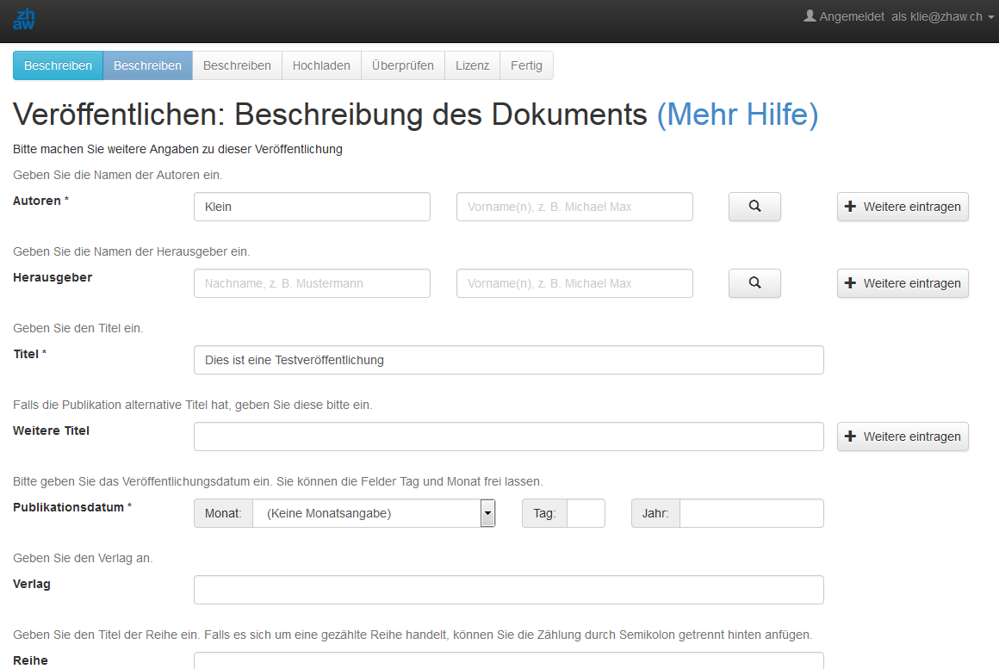 zh
aw
Angemeldet als klie@zhaw.ch
Beschreiben Beschreiben Beschreiben Hochladen Überprüfen Lizenz Fertig
Veröffentlichen: Beschreibung des Dokuments (Mehr Hilfe)
Bitte machen Sie weitere Angaben zu dieser Veröffentlichung
Geben Sie die Namen der Autoren ein.
Autoren * Klein Vorname(n), z. B. Michael Max Weitere eintragen
Geben Sie die Namen der Herausgeber ein.
Herausgeber Nachname, z. B. Mustermann Vorname(n), z. B. Michael Max Weitere eintragen
Geben Sie den Titel ein.
Titel * Dies ist eine Testveröffentlichung
Falls die Publikation alternative Titel hat, geben Sie diese bitte ein.
Weitere Titel Weitere eintragen
Bitte geben Sie das Veröffentlichungsdatum ein. Sie können die Felder Tag und Monat frei lassen.
Publikationsdatum * Monat: (Keine Monatsangabe) Tag: Jahr:
Geben Sie den Verlag an.
Verlag
Geben Sie den Titel der Reihe ein. Falls es sich um eine gezählte Reihe handelt, können Sie die Zählung durch Semikolon getrennt hinten anfügen.
Reihe